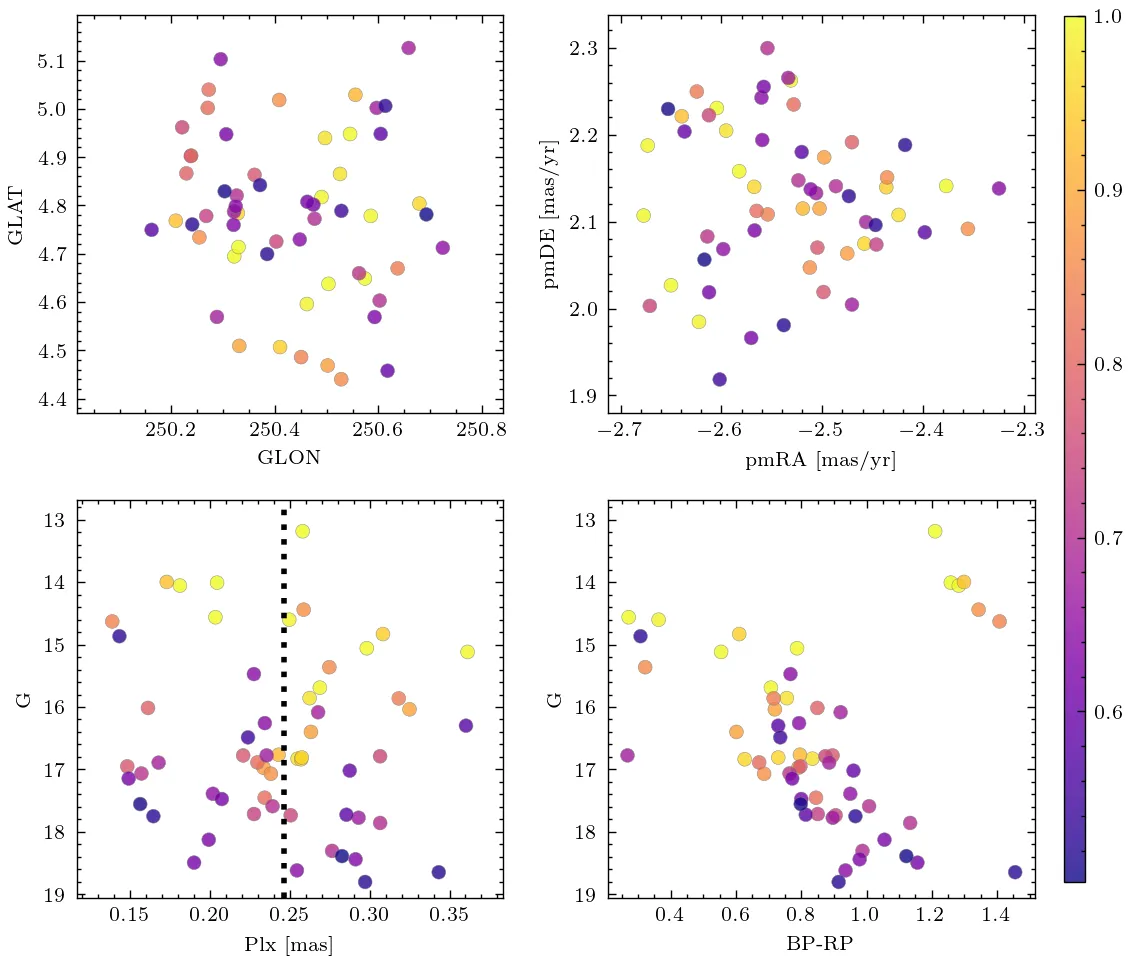 5.1
5.0
4.9
4.8
4.7
4.6
4.5
4.4
GLAT
250.2 250.4 250.6 250.8
GLON
2.3
2.2
2.1
2.0
1.9
pmDE [mas/yr]
−2.7 −2.6 −2.5 −2.4 −2.3
pmRA [mas/yr]
1.0
0.9
0.8
0.7
0.6
13
14
15
16
17
18
19
G
0.15 0.20 0.25 0.30 0.35
Plx [mas]
13
14
15
16
17
18
19
G
0.4 0.6 0.8 1.0 1.2 1.4
BP-RP